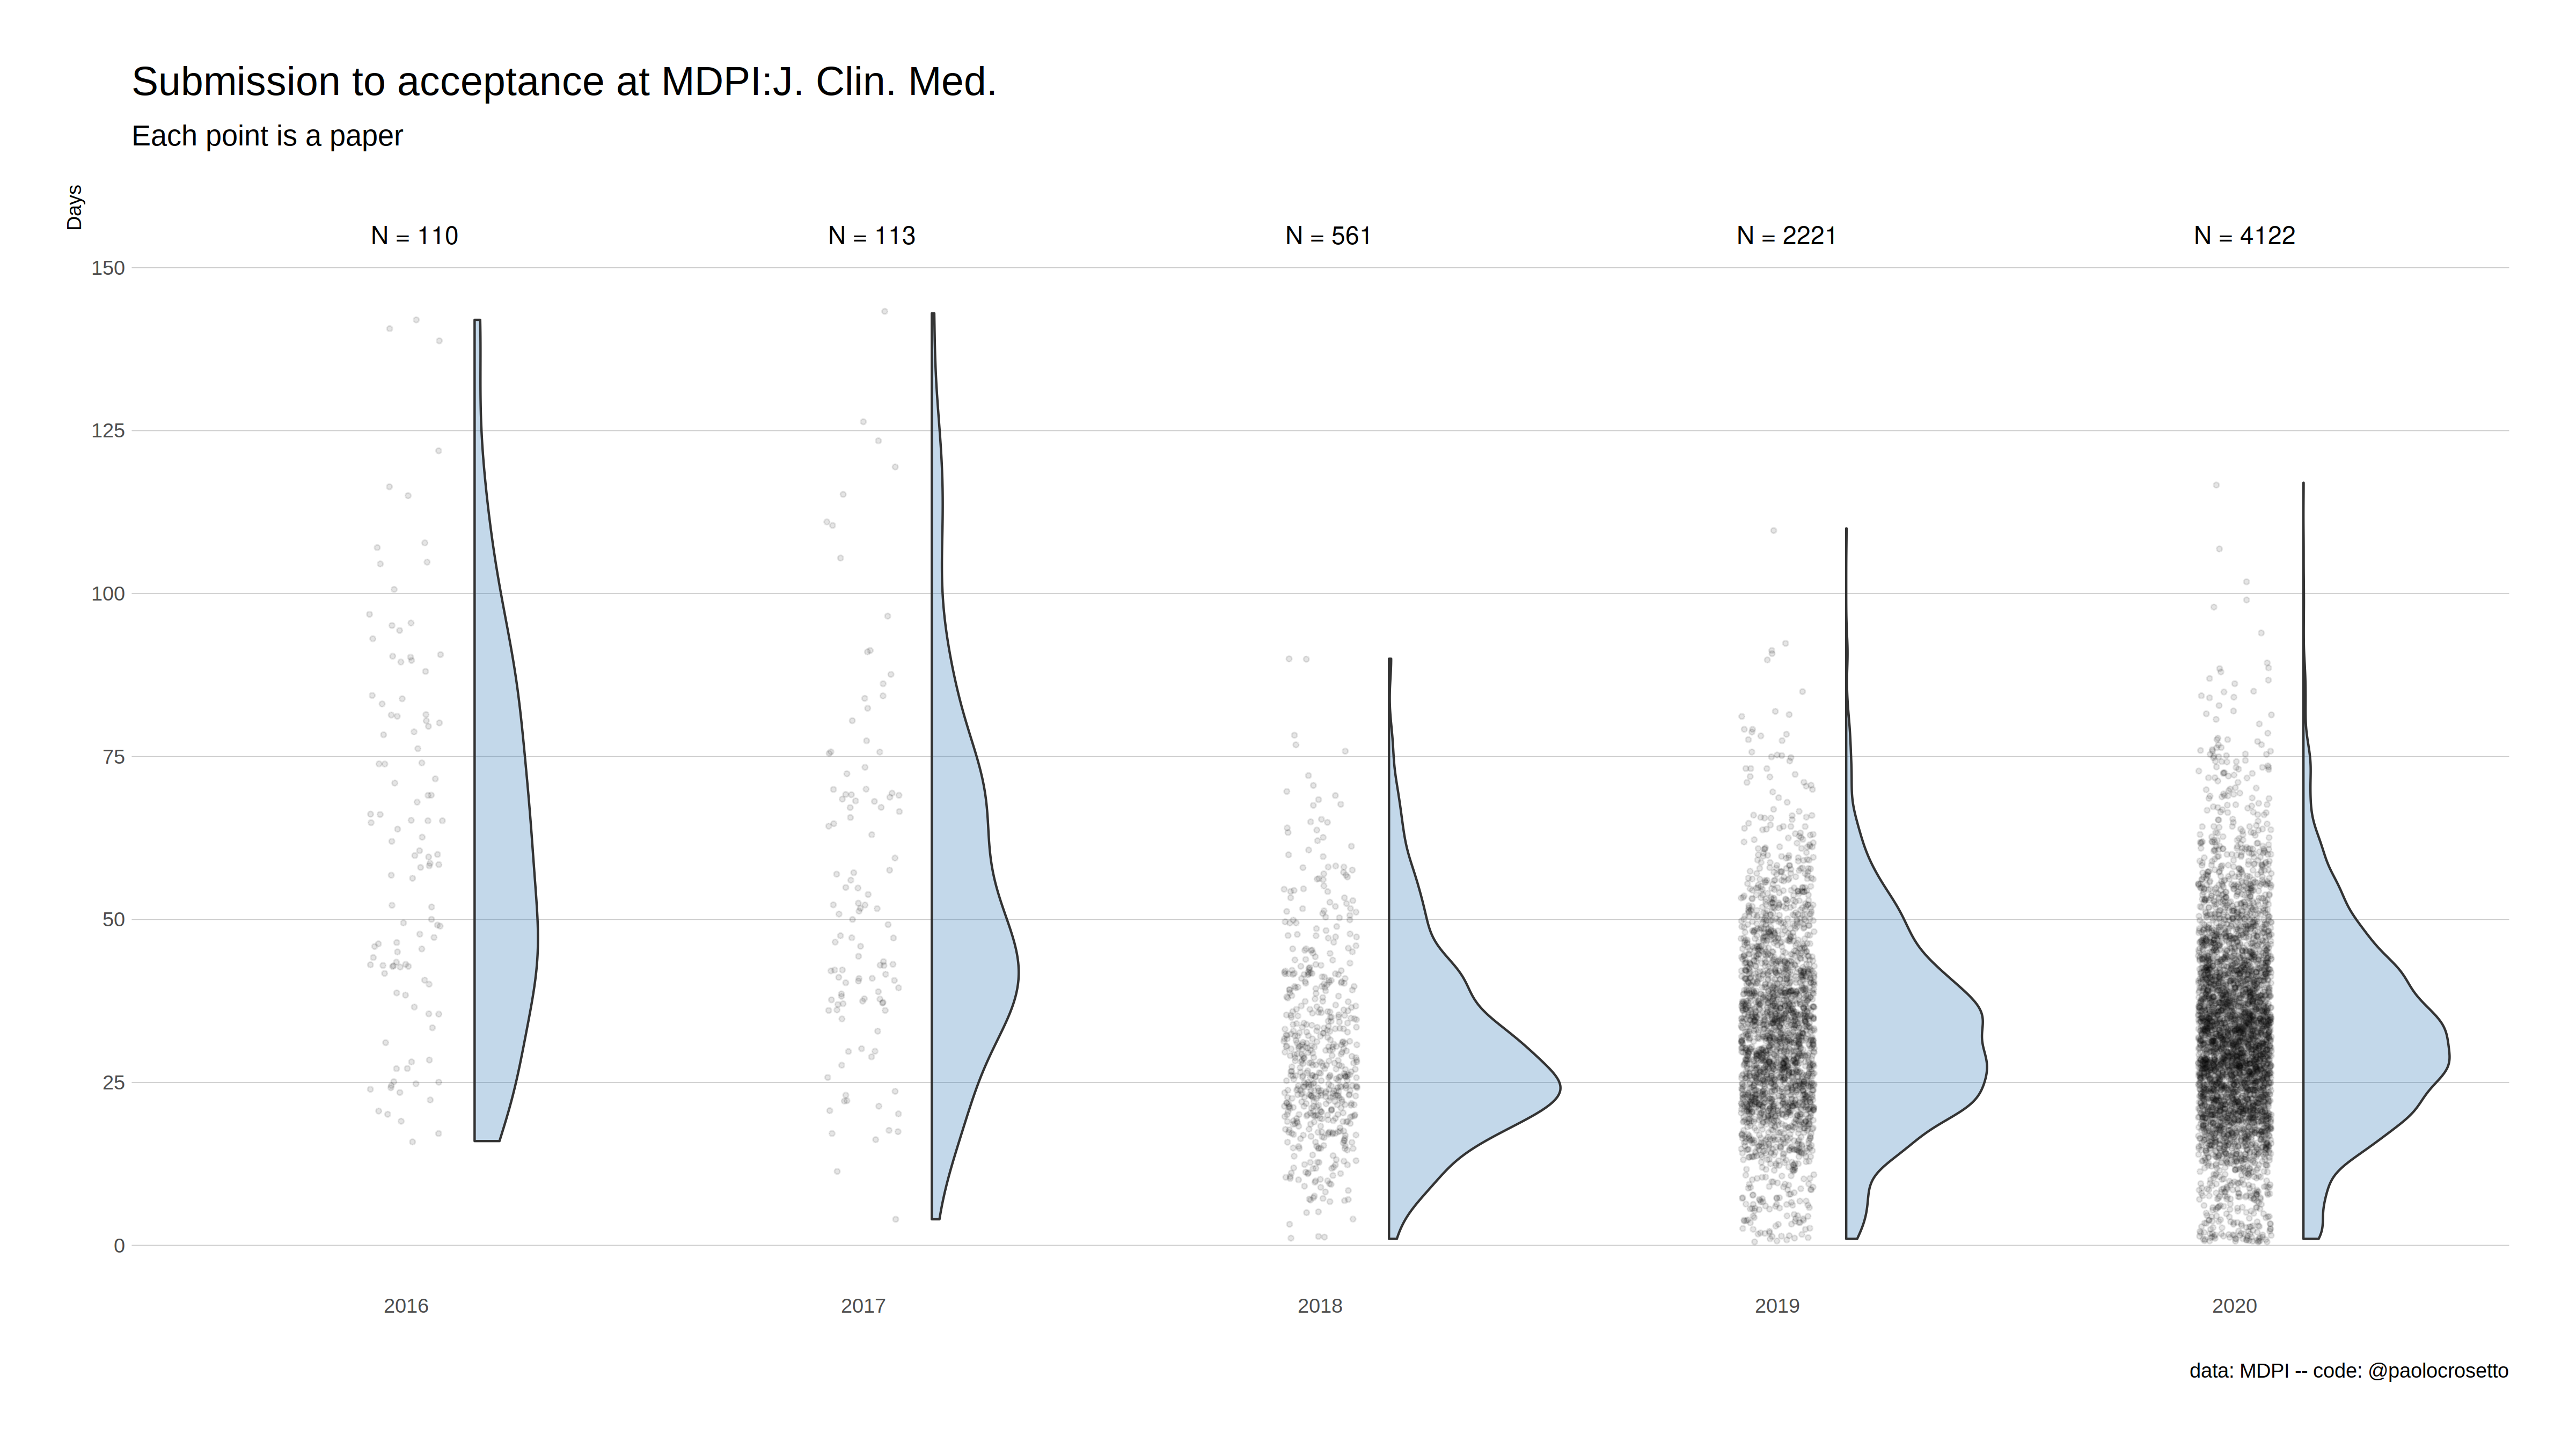 Submission to acceptance at MDPI:J. Clin. Med.
Each point is a paper
Days
N = 110 N = 113 N = 561 N = 2221 N = 4122
150
125
100
75
50
25
0
2016 2017 2018 2019 2020
data: MDPI -- code: @paolocrosetto